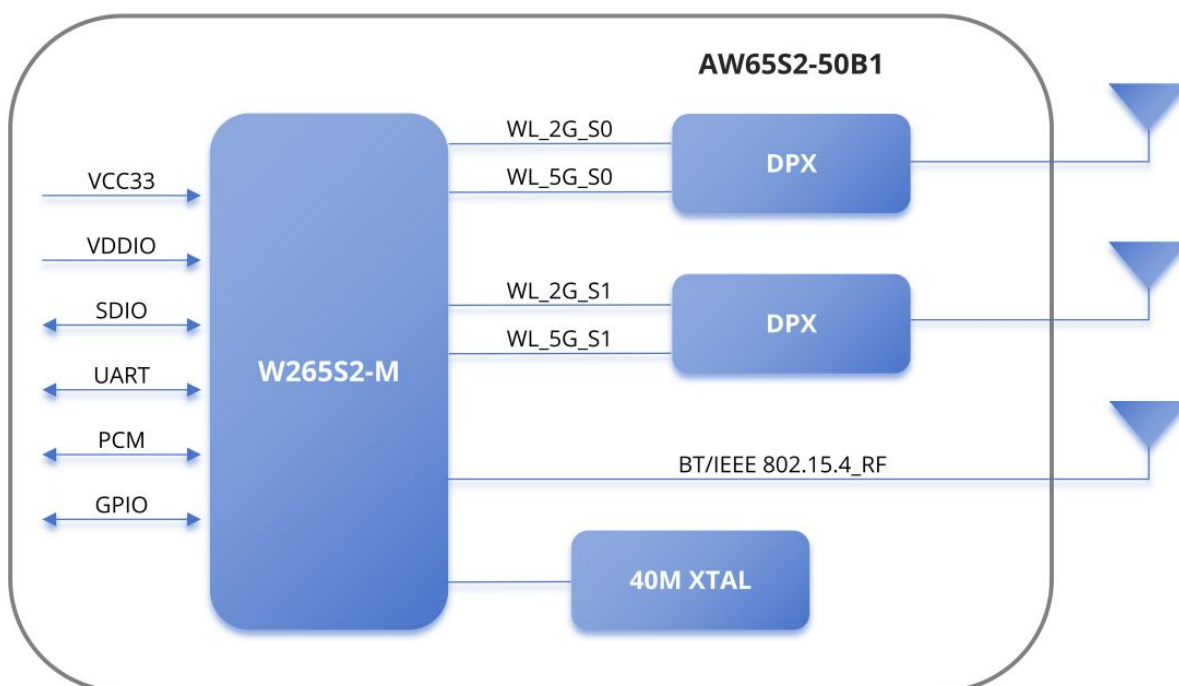 AW65S2-50B1
WL_2G_S0
DPX
WL_5G_S0
VCC33
VDDIO
WL_2G_S1
SDIO
DPX
WL_5G_S1
UART
W265S2-M
PCM
BT/IEEE 802.15.4_RF
GPIO
40M XTAL